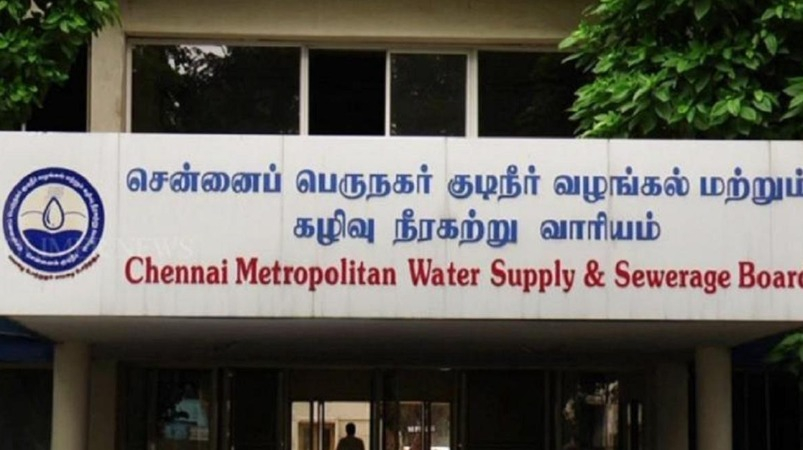 சென்னைப் பெருநகர் குடிநீர் வழங்கல் மற்றும்
கழிவு நீரகற்று வாரியம்
Chennai Metropolitan Water Supply & Sewerage Board